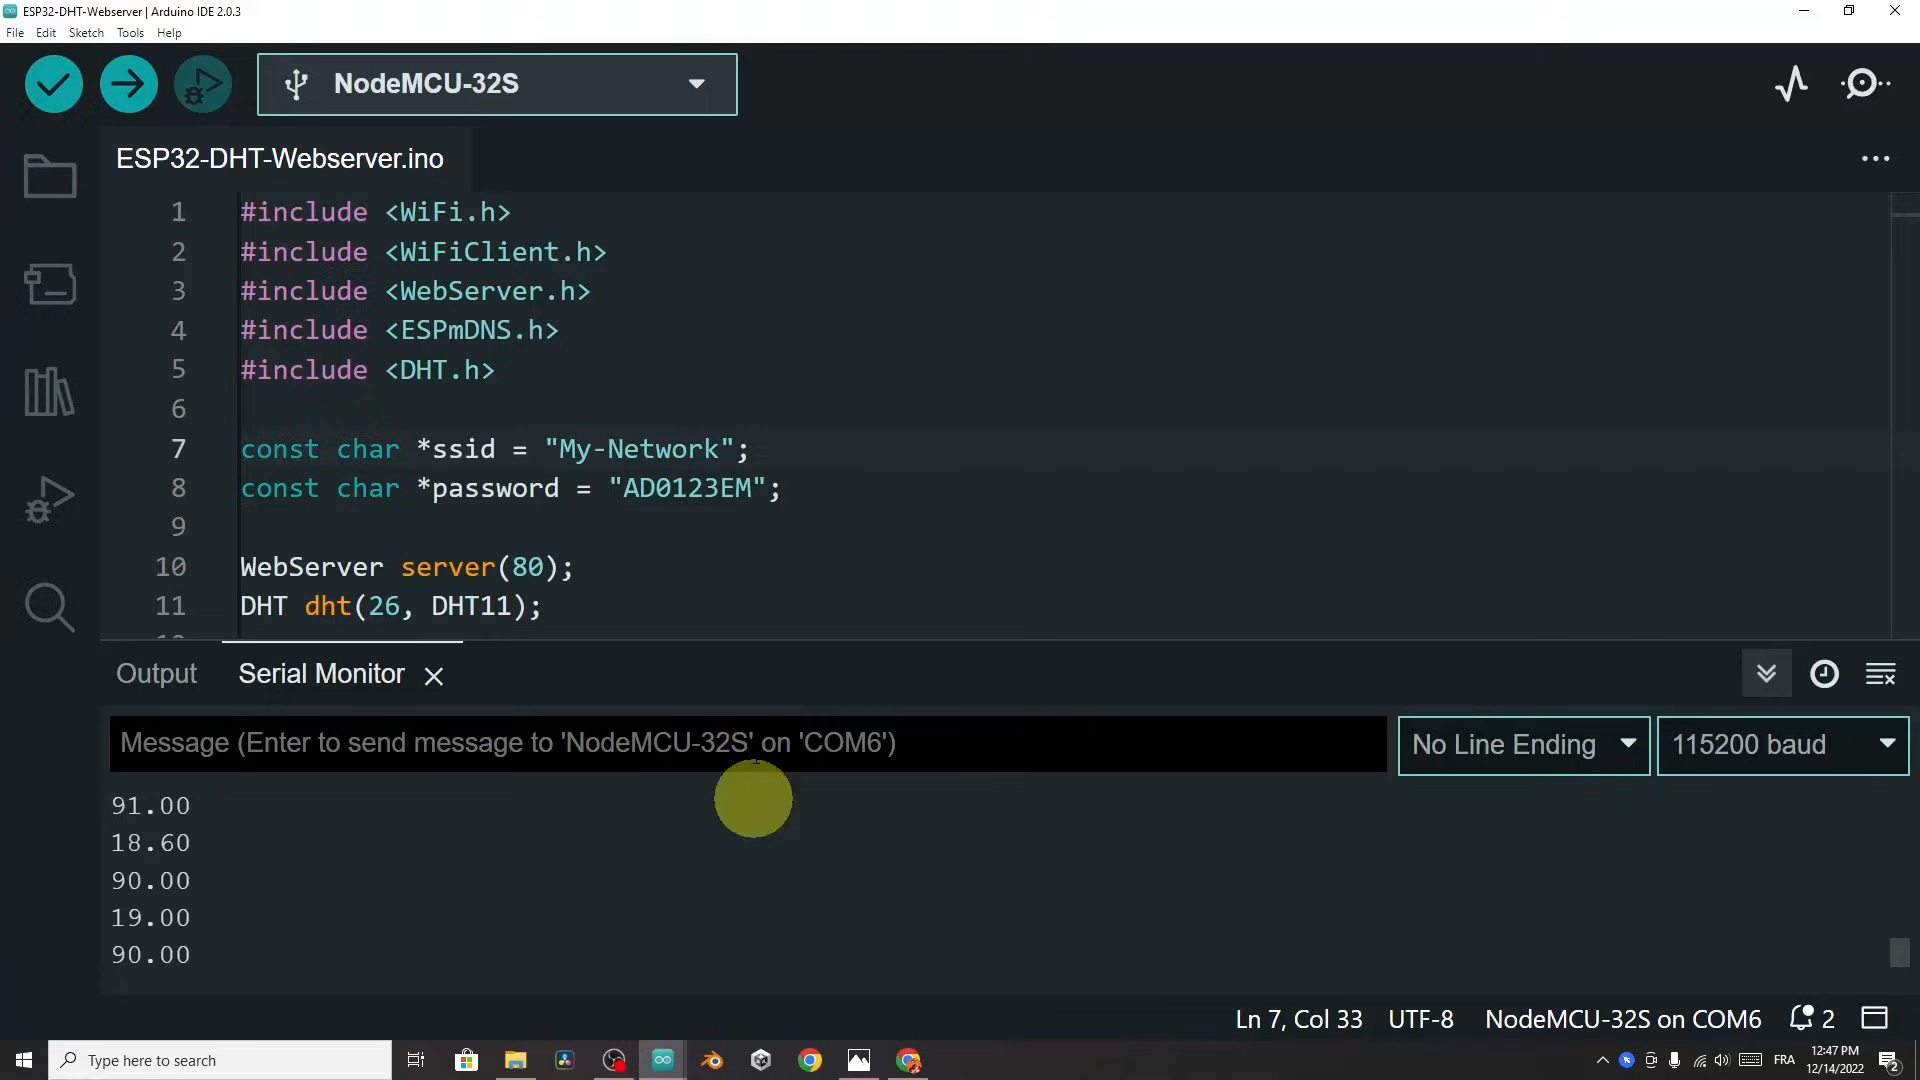 ESP32-DHT-Webserver | Arduino IDE 2.0.3
File Edit Sketch Tools Help
NodeMCU-32S
ESP32-DHT-Webserver.ino
1 #include <WiFi.h>
2 #include <WiFiClient.h>
3 #include <WebServer.h>
4 #include <ESPmDNS.h>
5 #include <DHT.h>
6
7 const char *ssid = "My-Network";
8 const char *password = "AD0123EM";
9
10 WebServer server(80);
11 DHT dht(26, DHT11);
Output Serial Monitor
Message (Enter to send message to 'NodeMCU-32S' on 'COM6')
No Line Ending
115200 baud
91.00
18.60
90.00
19.00
90.00
Ln 7, Col 33 UTF-8 NodeMCU-32S on COM6 2
Type here to search
FRA
12:47 PM
12/14/2022
2